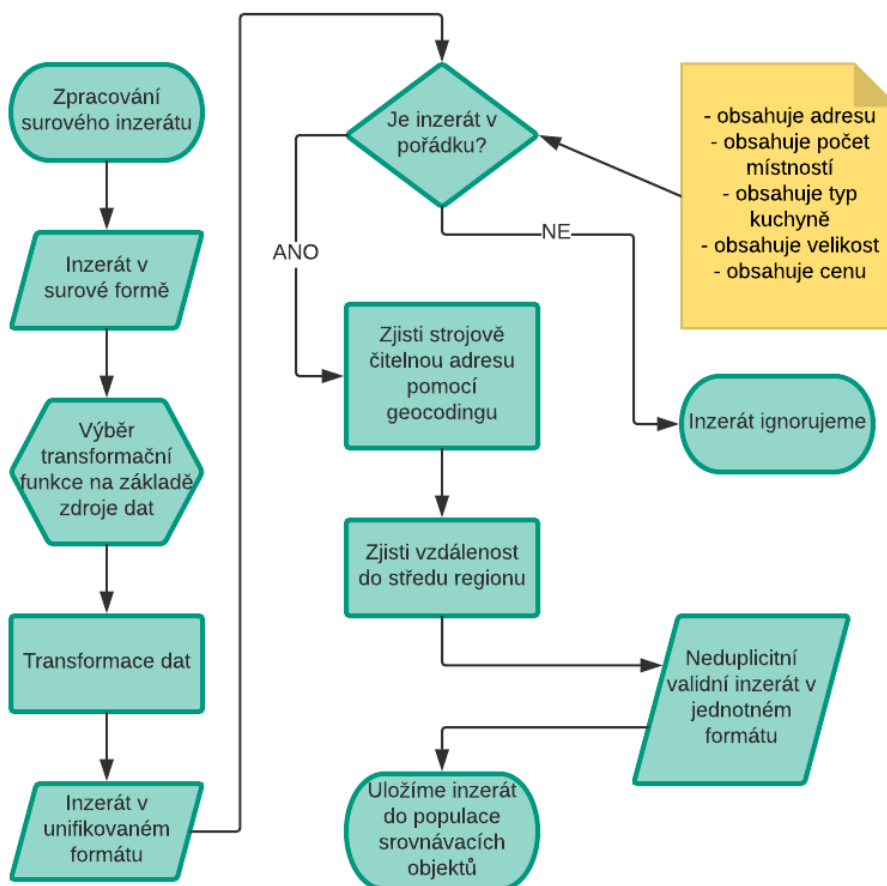 Zpracování
surového inzerátu
Inzerát v
surové formě
Výběr
transformační
funkce na základě
zdroje dat
Transformace dat
Inzerát v
unifikovaném
formátu
Je inzerát v
pořádku?
- obsahuje adresu
- obsahuje počet
místností
- obsahuje typ
kuchyně
- obsahuje velikost
- obsahuje cenu
ANO
NE
Zjisti strojově
čitelnou adresu
pomocí
geocodingu
Inzerát ignorujeme
Zjisti vzdálenost
do středu regionu
Neduplicitní
validní inzerát v
jednotném
formátu
Uložíme inzerát
do populace
srovnávacích
objektů